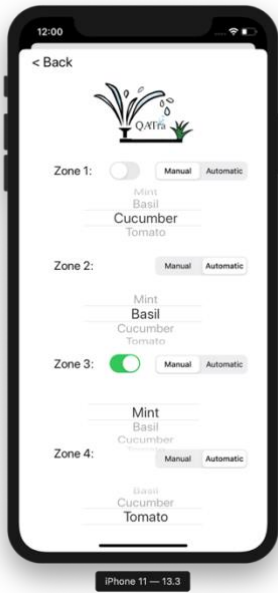 12:00
< Back
QATra
Zone 1: Manual Automatic
Mint
Basil
Cucumber
Tomato
Zone 2: Manual Automatic
Mint
Basil
Cucumber
Tomato
Zone 3: Manual Automatic
Mint
Basil
Cucumber
Zone 4: Manual Automatic
Basil
Cucumber
Tomato
iPhone 11 — 13.3